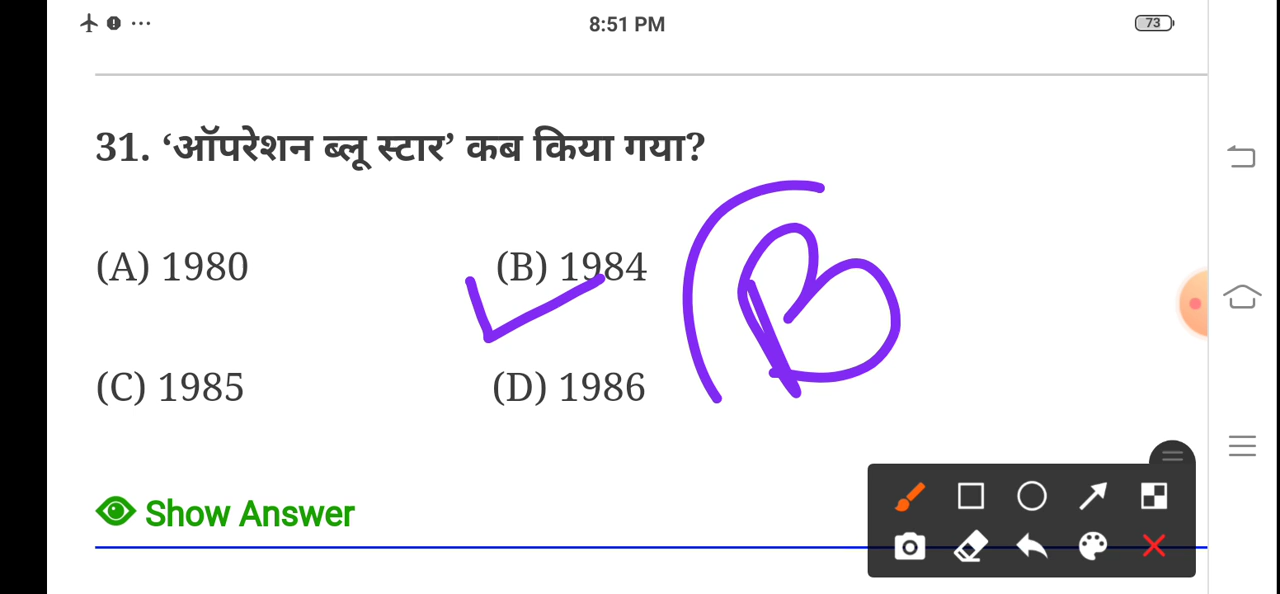 8:51 PM
73
31. ‘ऑपरेशन ब्लू स्टार’ कब किया गया?
(A) 1980 (B) 1984
(B
(C) 1985 (D) 1986
Show Answer